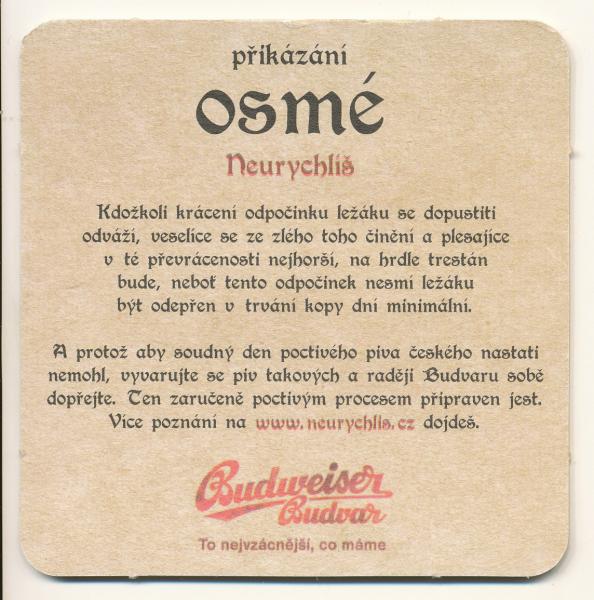 přikázání
osmé
Neurychlíš
Kdožkoli krácení odpočinku ležáku se dopustiti
odváží, veselíce se ze zlého toho činění a plesajíce
v té převrácenosti nejhorší, na hrdle trestán
bude, neboť tento odpočinek nesmí ležáku
být odepřen v trvání kopy dní minimální.
A protož aby soudný den poctivého piva českého nastati
nemohl, vyvarujte se piv takových a raději Budvaru sobě
dopřejte. Ten zaručeně poctivým procesem připraven jest.
Více poznání na www.neurychlis.cz dojdeš.
Budweiser
Budvar
To nejvzácnější, co máme